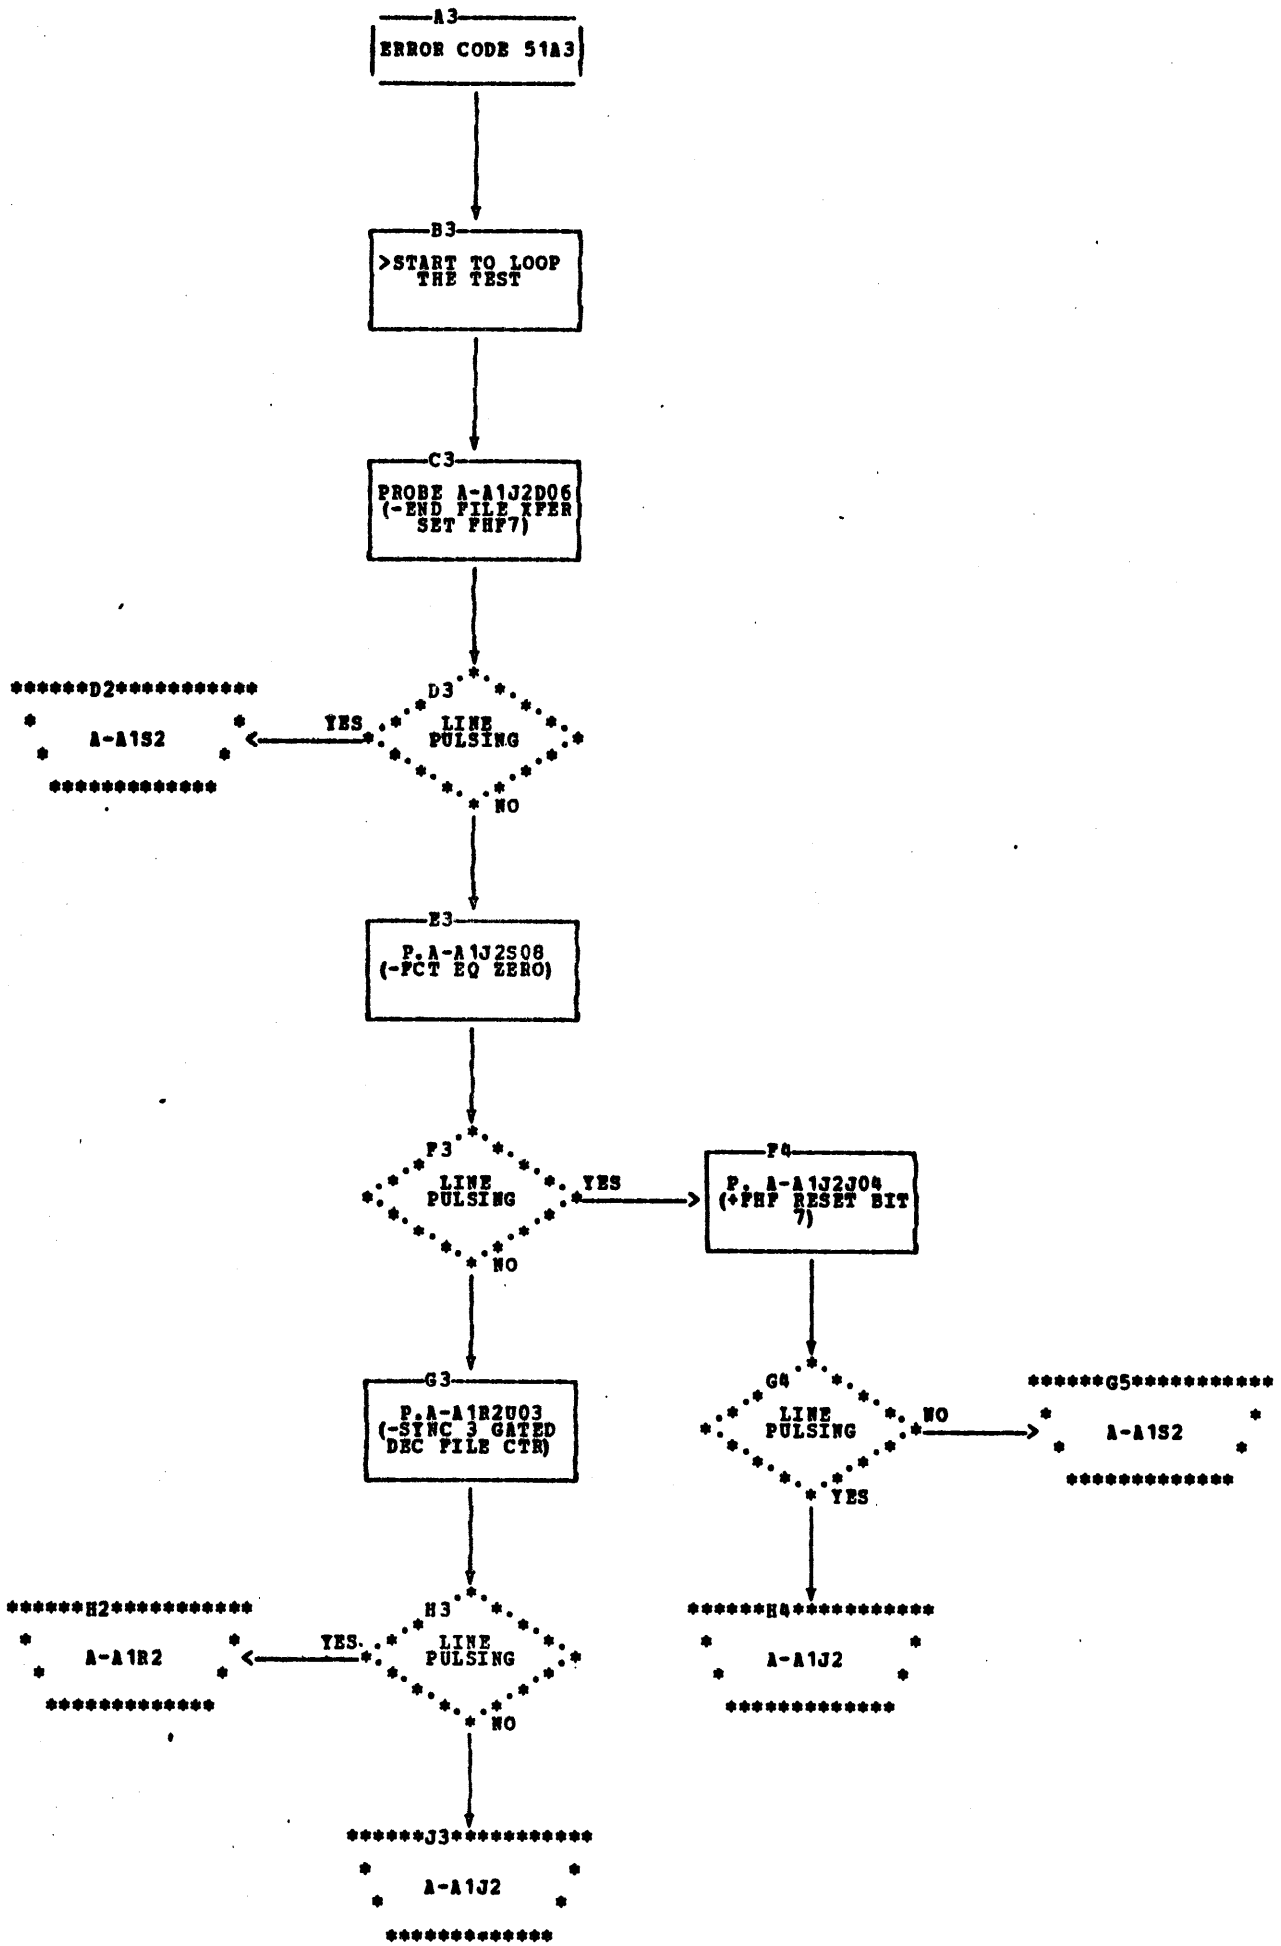 A3
ERROR CODE 51A3
B3
>START TO LOOP
THE TEST
C3
PROBE A-A1J2D06
(-END FILE XFER
SET FHF7)
D3
LINE
PULSING
YES
D2
A-A1S2
NO
E3
P.A-A1J2S08
(-FCT EQ ZERO)
F3
LINE
PULSING
YES
F4
P. A-A1J2J04
(+FHF RESET BIT
7)
NO
G3
P.A-A1R2U03
(-SYNC 3 GATED
DEC FILE CTR)
G4
LINE
PULSING
NO
G5
A-A1S2
YES
H3
LINE
PULSING
YES
H2
A-A1R2
H4
A-A1J2
NO
J3
A-A1J2